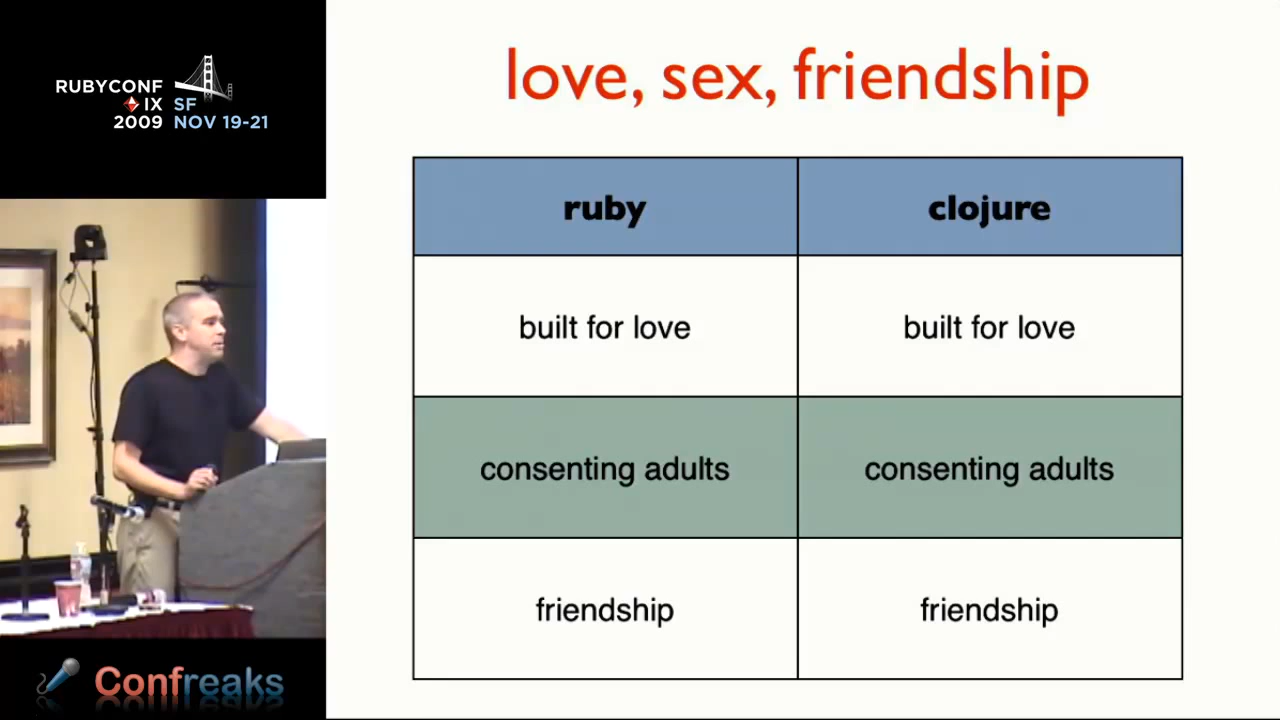 RUBYCONF
IX SF
2009 NOV 19-21
love, sex, friendship
ruby clojure
built for love built for love
consenting adults consenting adults
friendship friendship
Confreaks